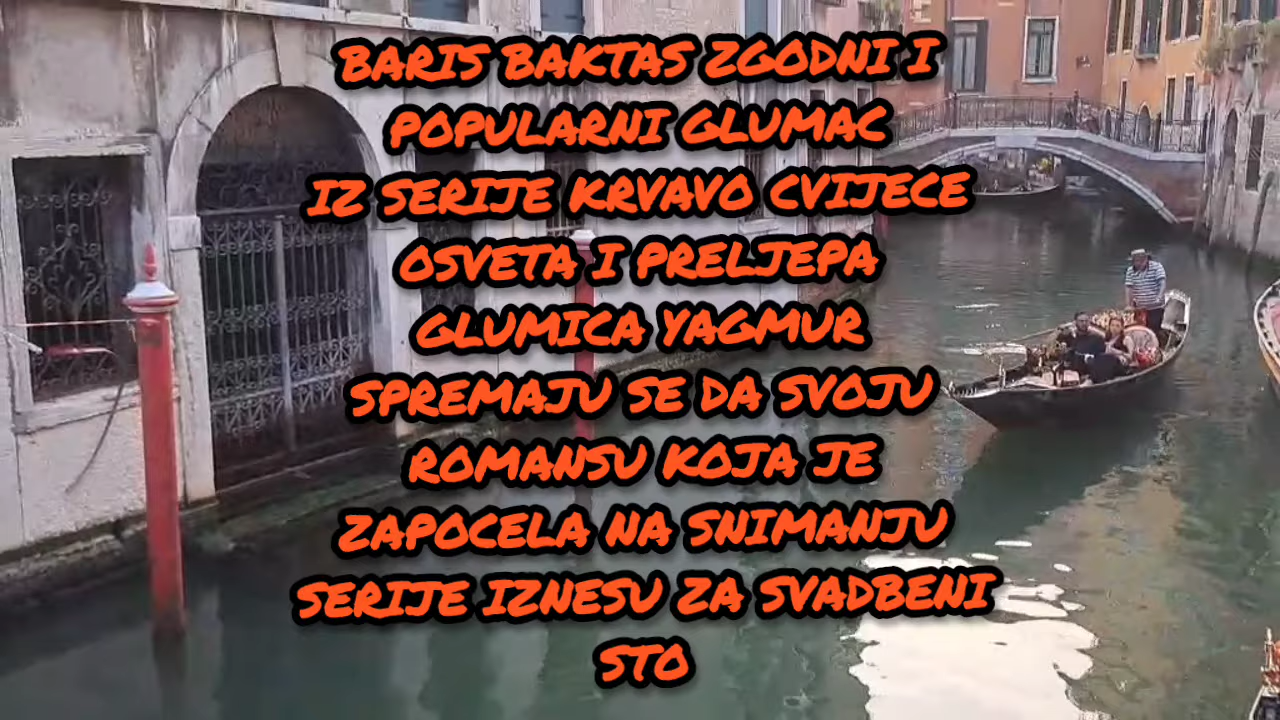 BARIS BAKTAS ZGODNI I
POPULARNI GLUMAC
IZ SERIJE KRVAVO CVIJECE
OSVETA I PRELJEPA
GLUMICA YAGMUR
SPREMAJU SE DA SVOJU
ROMANSU KOJA JE
ZAPOCELA NA SNIMANJU
SERIJE IZNESU ZA SVADBENI
STO